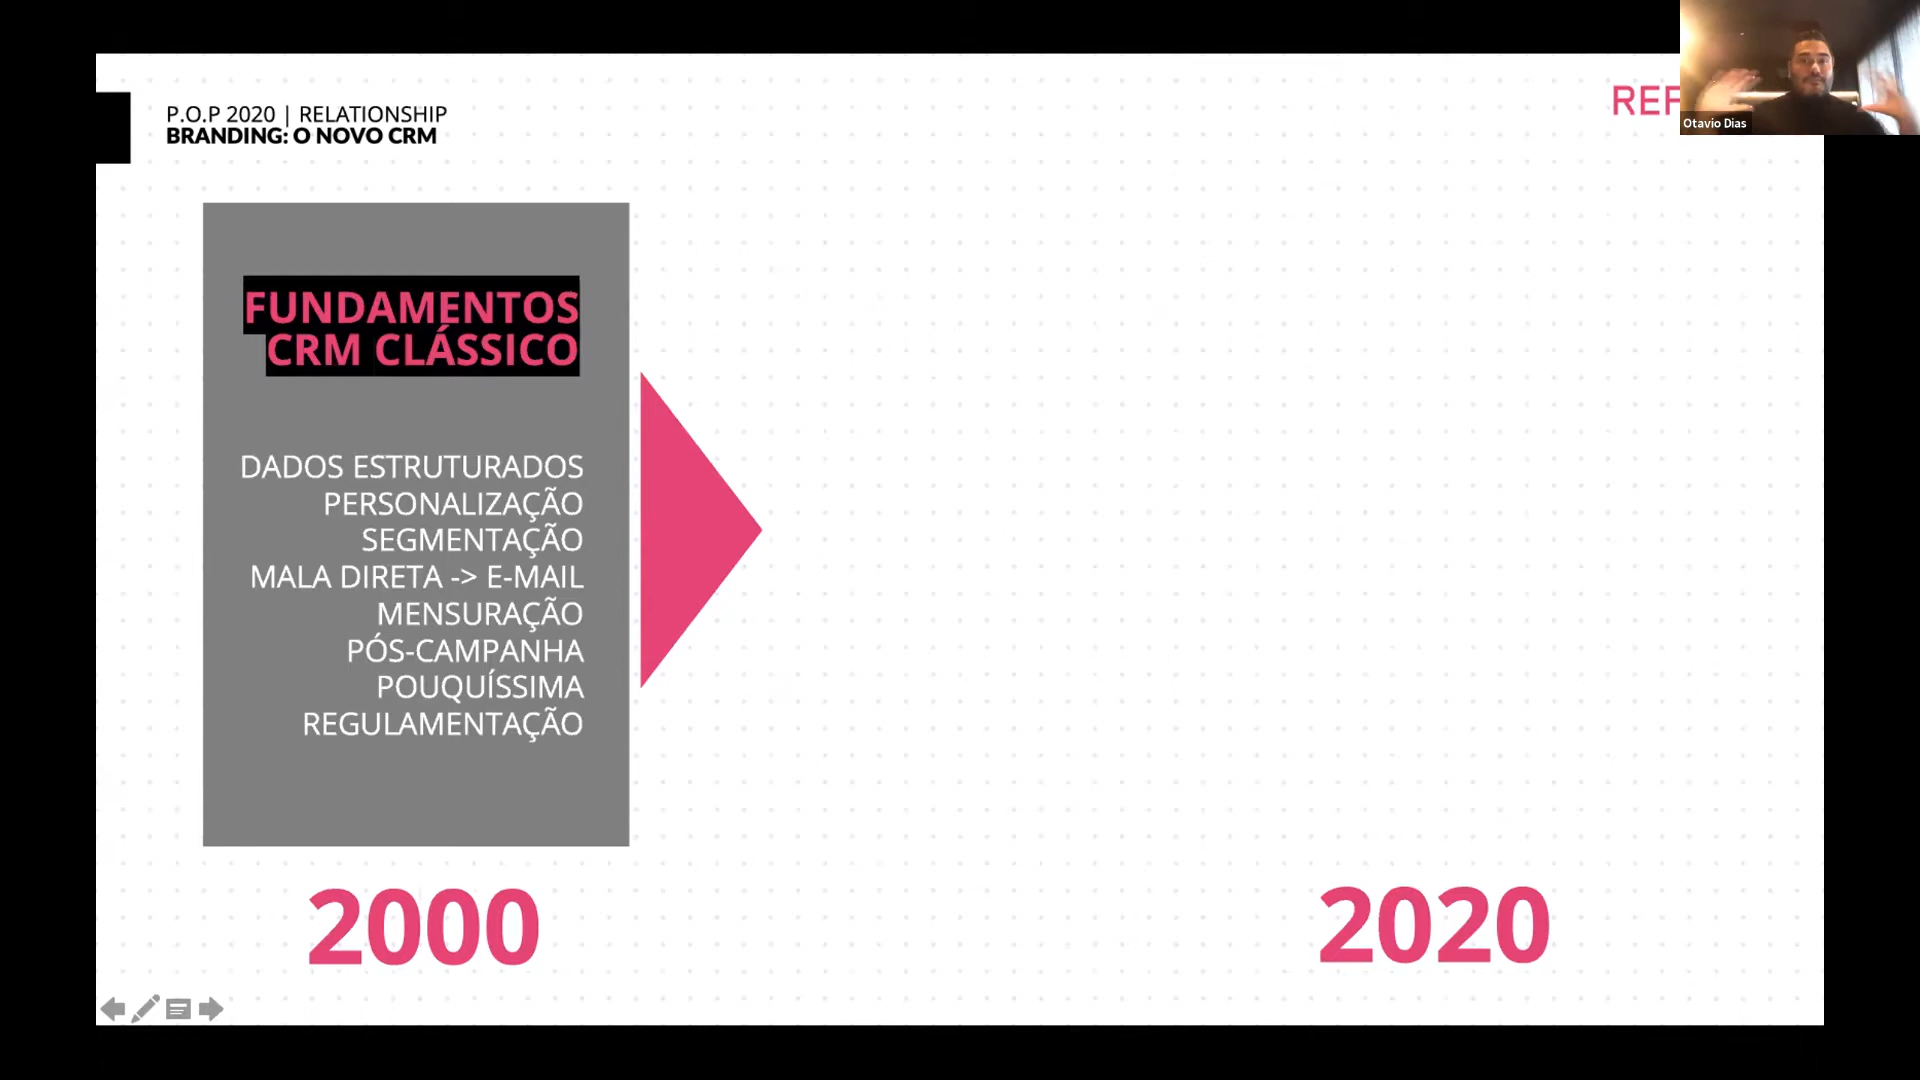 P.O.P 2020 | RELATIONSHIP
BRANDING: O NOVO CRM
Otavio Dias
FUNDAMENTOS
CRM CLÁSSICO
DADOS ESTRUTURADOS
PERSONALIZAÇÃO
SEGMENTAÇÃO
MALA DIRETA -> E-MAIL
MENSURAÇÃO
PÓS-CAMPANHA
POUQUÍSSIMA
REGULAMENTAÇÃO
2000
2020